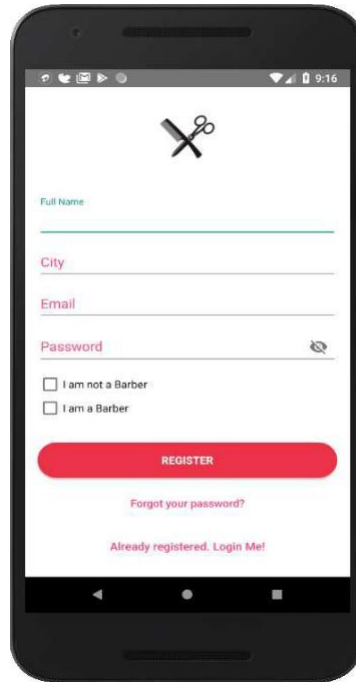 9:16
Full Name
City
Email
Password
I am not a Barber
I am a Barber
REGISTER
Forgot your password?
Already registered. Login Me!